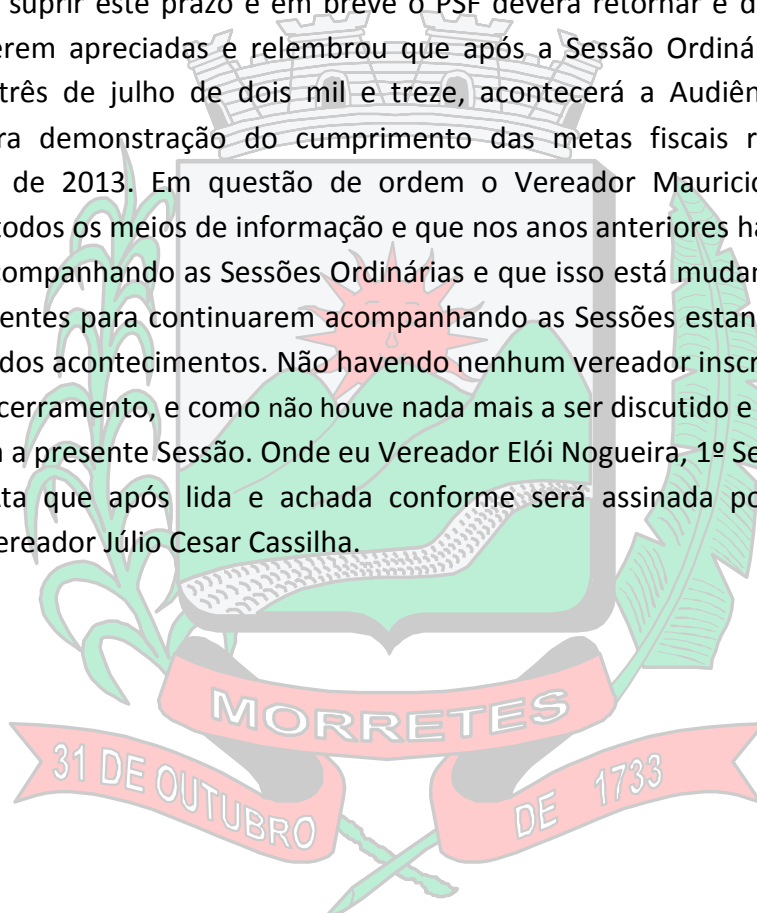 suprir este prazo e em breve o PSF deverá retornar e d
erem apreciadas e relembrou que após a Sessão Ordiná
três de julho de dois mil e treze, acontecerá a Audiên
ra demonstração do cumprimento das metas fiscais r
de 2013. Em questão de ordem o Vereador Mauricio
todos os meios de informação e que nos anos anteriores ha
companhando as Sessões Ordinárias e que isso está mudar
entes para continuarem acompanhando as Sessões estan
dos acontecimentos. Não havendo nenhum vereador inscr
cerramento, e como não houve nada mais a ser discutido e
a presente Sessão. Onde eu Vereador Elói Nogueira, 1º Se
ta que após lida e achada conforme será assinada po
ereador Júlio Cesar Cassilha.
MORRETES
31 DE OUTUBRO DE 1733